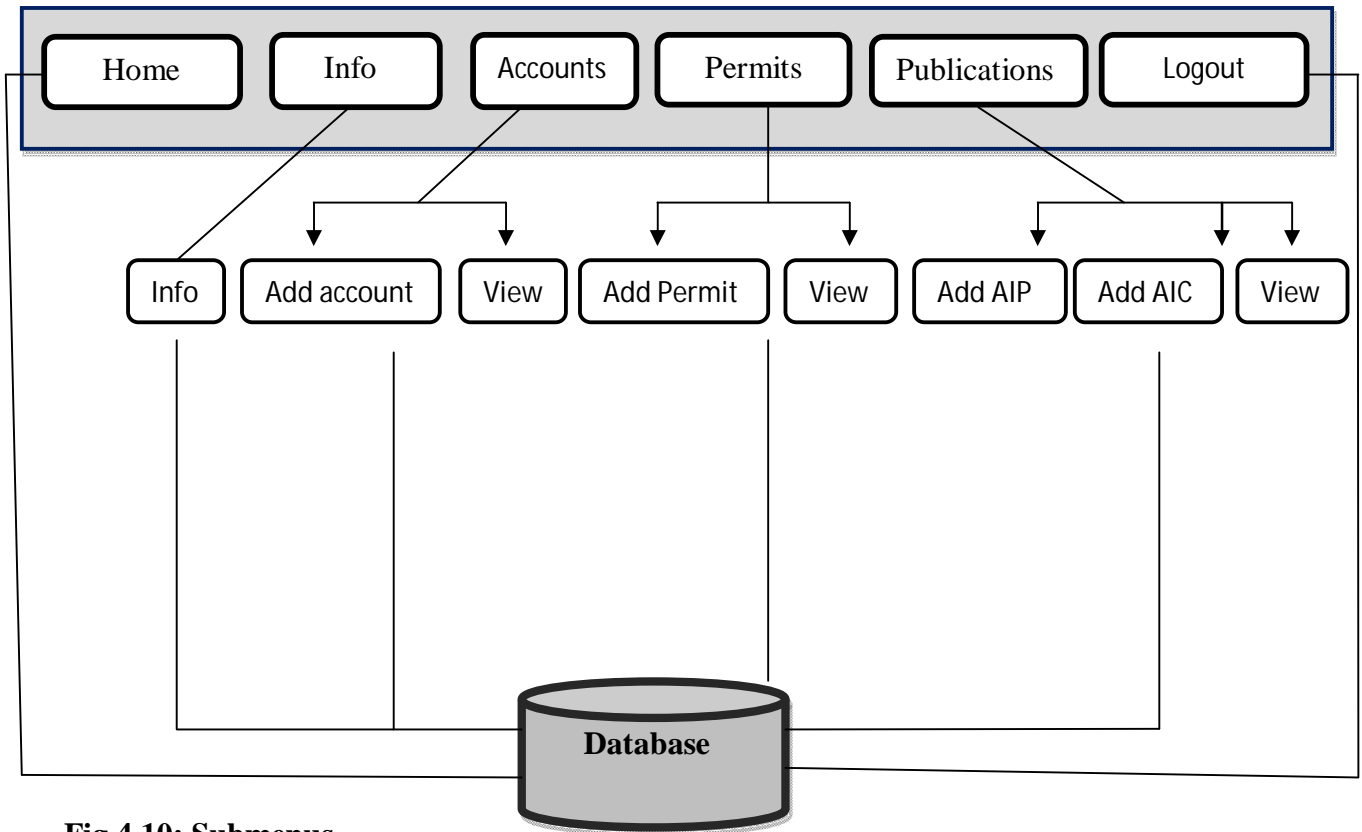 Home
Info
Accounts
Permits
Publications
Logout
Info
Add account
View
Add Permit
View
Add AIP
Add AIC
View
Database
Fig 4.10: Submenus